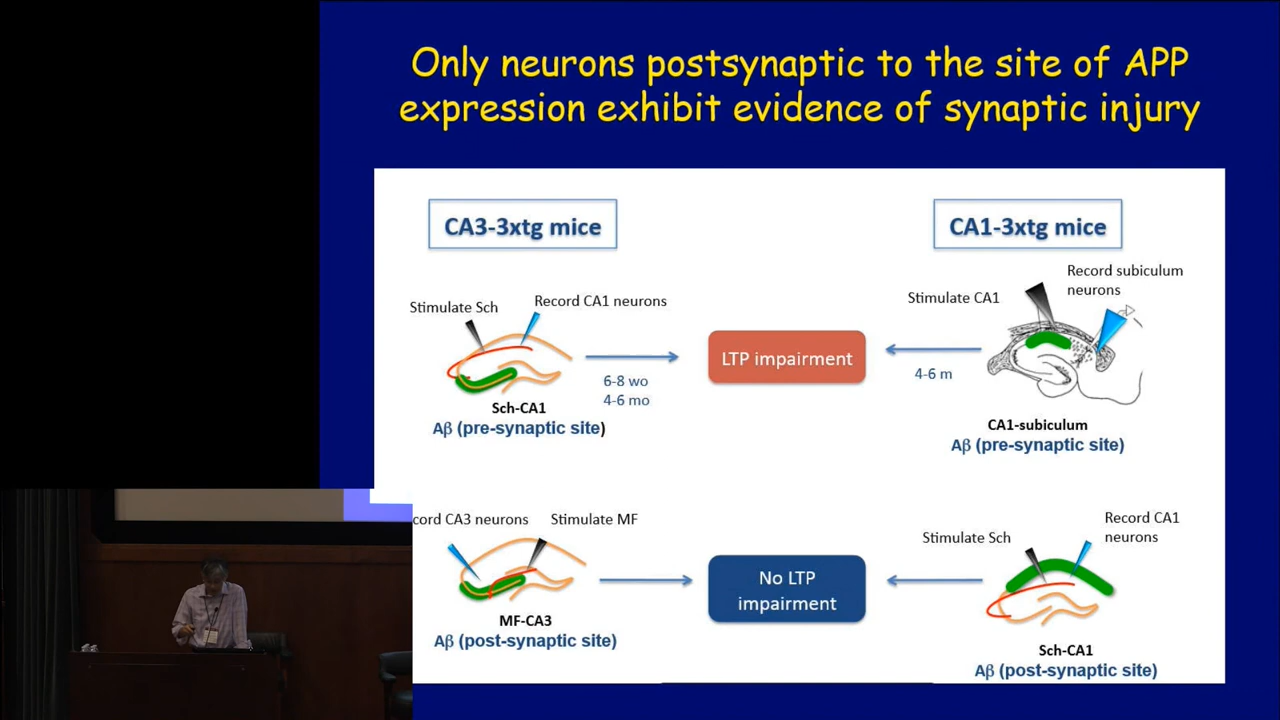 Only neurons postsynaptic to the site of APP
expression exhibit evidence of synaptic injury
CA3-3xtg mice
CA1-3xtg mice
Stimulate Sch
Record CA1 neurons
6-8 wo
4-6 mo
Sch-CA1
Aβ (pre-synaptic site)
LTP impairment
Stimulate CA1
Record subiculum
neurons
4-6 m
CA1-subiculum
Aβ (pre-synaptic site)
cord CA3 neurons
Stimulate MF
MF-CA3
Aβ (post-synaptic site)
No LTP
impairment
Stimulate Sch
Record CA1
neurons
Sch-CA1
Aβ (post-synaptic site)